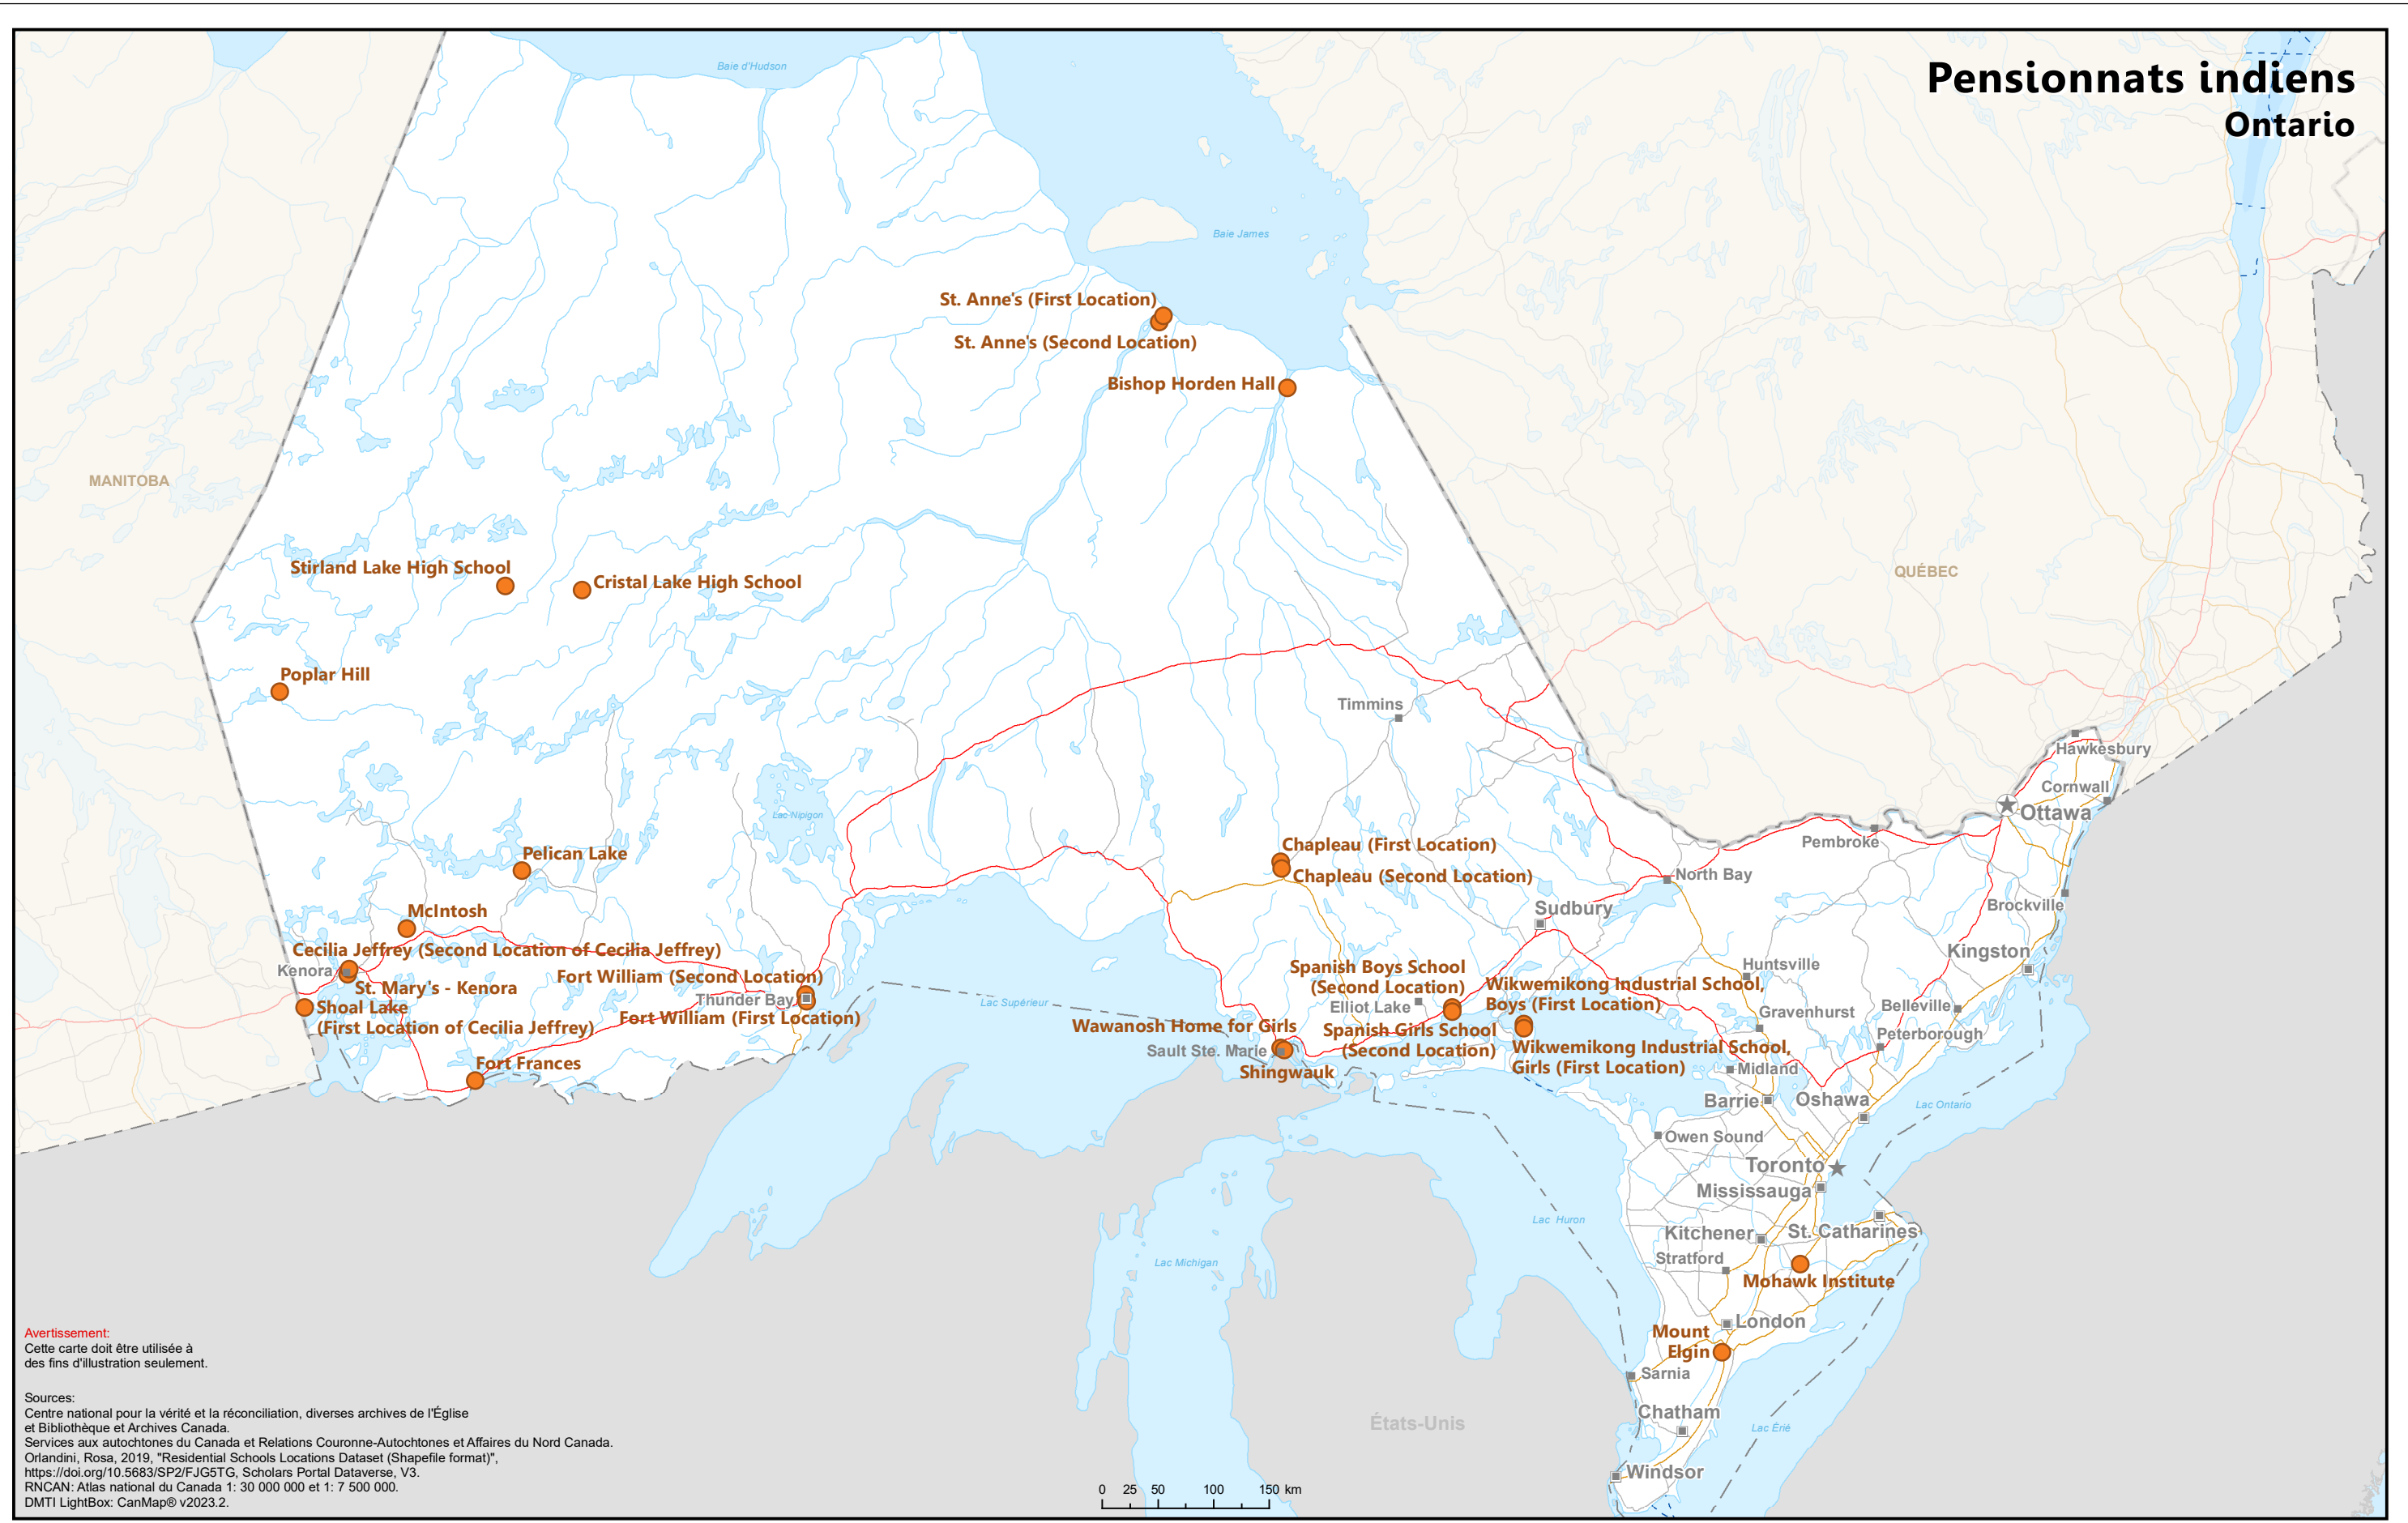 Pensionnats indiens
Ontario
Baie d'Hudson
Baie James
St. Anne's (First Location)
St. Anne's (Second Location)
Bishop Horden Hall
MANITOBA
QUÉBEC
Stirland Lake High School
Cristal Lake High School
Poplar Hill
Timmins
Hawkesbury
Cornwall
Ottawa
Lac Nipigon
Pembroke
Chapleau (First Location)
Chapleau (Second Location)
Pelican Lake
North Bay
Brockville
McIntosh
Sudbury
Cecilia Jeffrey (Second Location of Cecilia Jeffrey)
Kingston
Kenora
St. Mary's - Kenora
Fort William (Second Location)
Thunder Bay
Fort William (First Location)
Shoal Lake
(First Location of Cecilia Jeffrey)
Lac Supérieur
Spanish Boys School
(Second Location)
Elliot Lake
Wikwemikong Industrial School,
Boys (First Location)
Huntsville
Gravenhurst
Belleville
Peterborough
Wawanosh Home for Girls
Sault Ste. Marie
Shingwauk
Spanish Girls School
(Second Location)
Wikwemikong Industrial School,
Girls (First Location)
Midland
Fort Frances
Barrie
Oshawa
Lac Ontario
Owen Sound
Toronto
Mississauga
Lac Huron
Kitchener
St. Catharines
Stratford
Lac Michigan
Mohawk Institute
London
Mount
Elgin
Sarnia
Chatham
États-Unis
Lac Érié
Windsor
Avertissement:
Cette carte doit être utilisée à
des fins d'illustration seulement.
Sources:
Centre national pour la vérité et la réconciliation, diverses archives de l'Église
et Bibliothèque et Archives Canada.
Services aux autochtones du Canada et Relations Couronne-Autochtones et Affaires du Nord Canada.
Orlandini, Rosa, 2019, "Residential Schools Locations Dataset (Shapefile format)",
https://doi.org/10.5683/SP2/FJG5TG, Scholars Portal Dataverse, V3.
RNCAN: Atlas national du Canada 1: 30 000 000 et 1: 7 500 000.
DMTI LightBox: CanMap® v2023.2.
0 25 50 100 150 km